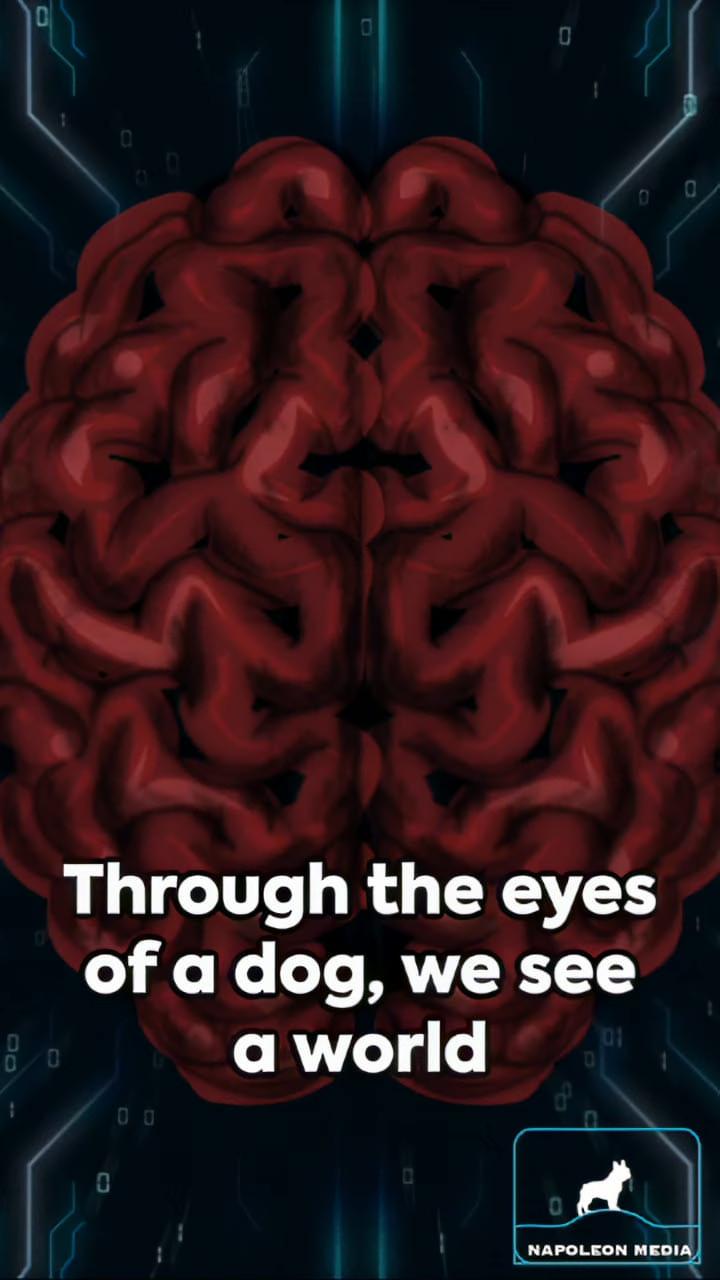 Through the eyes
of a dog, we see
a world
NAPOLEON MEDIA